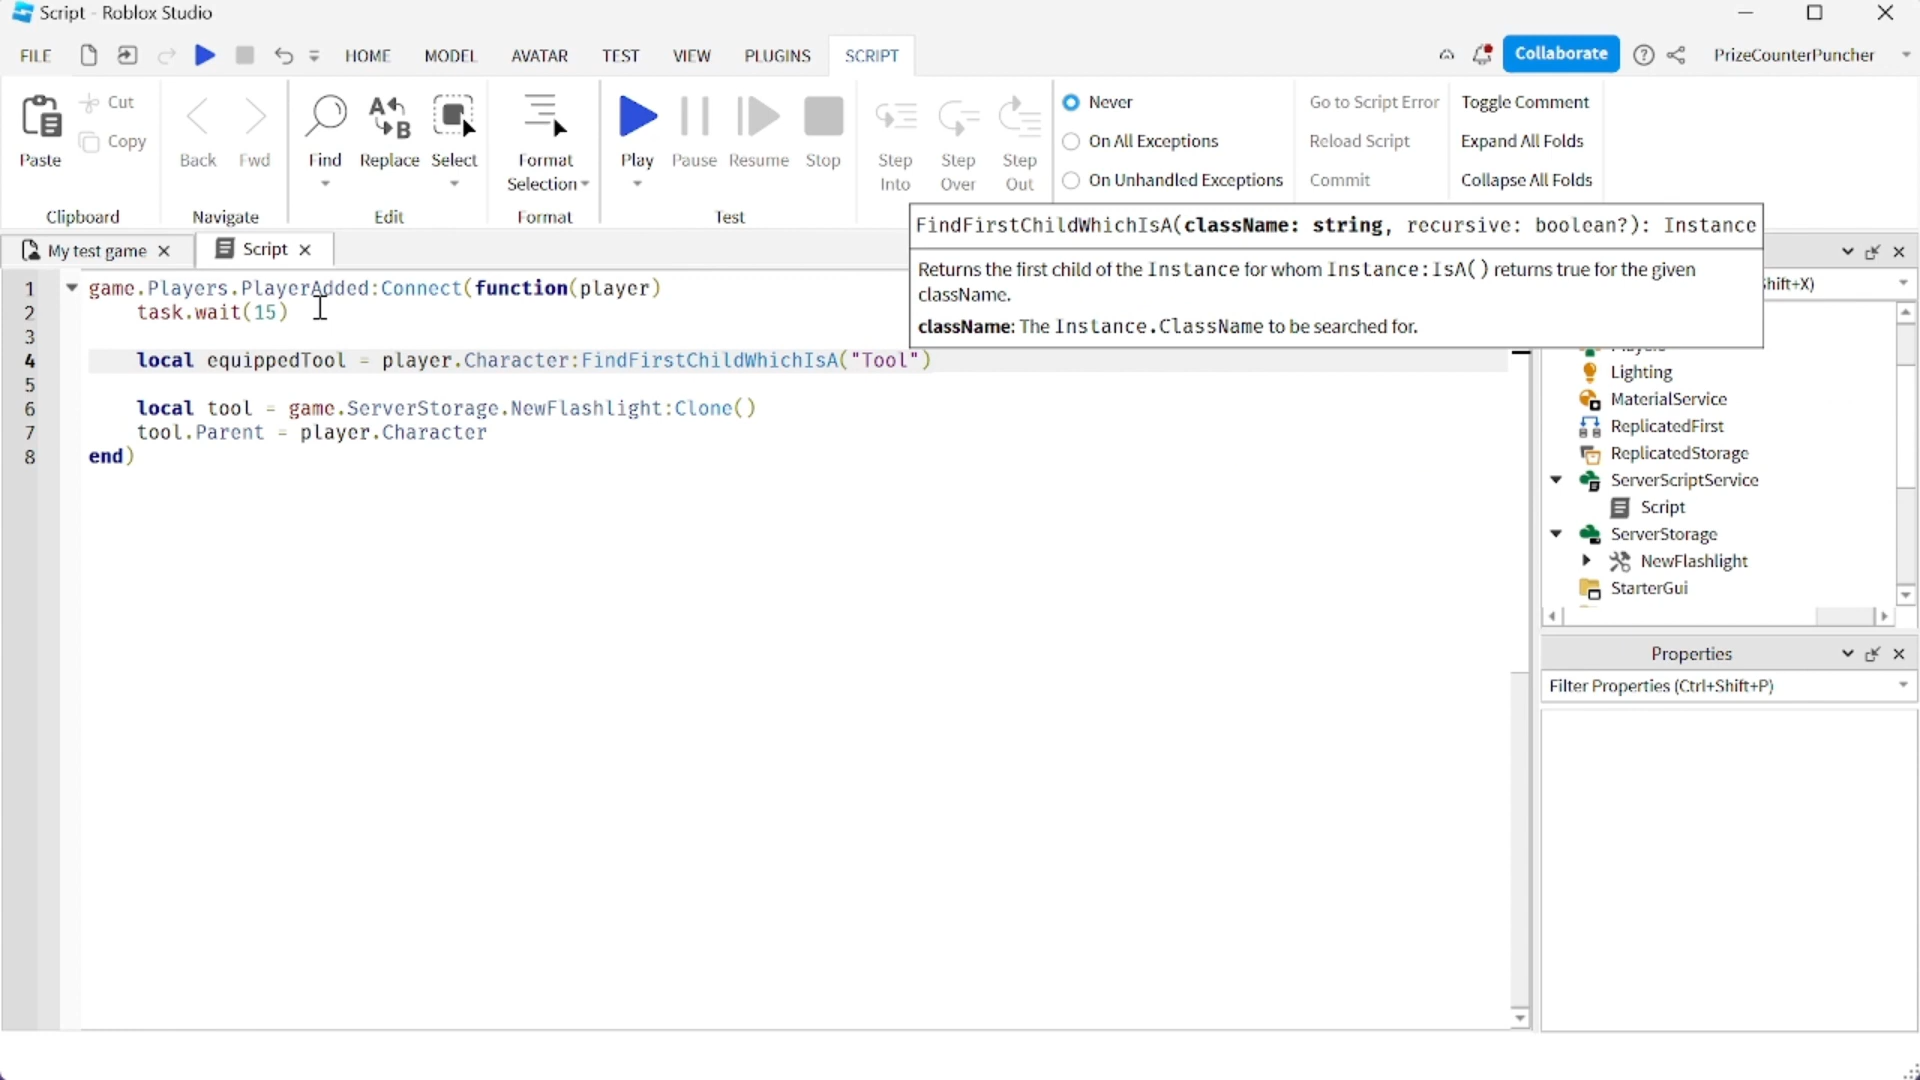 Script - Roblox Studio
FILE HOME MODEL AVATAR TEST VIEW PLUGINS SCRIPT Collaborate PrizeCounterPuncher
Paste
Cut
Copy
Clipboard
Back Fwd
Navigate
Find Replace Select
Edit
Format
Selection
Format
Play Pause Resume Stop
Test
Step
Into
Step
Over
Step
Out
Never
On All Exceptions
On Unhandled Exceptions
Go to Script Error
Reload Script
Commit
Toggle Comment
Expand All Folds
Collapse All Folds
My test game
Script
FindFirstChildWhichIsA(className: string, recursive: boolean?): Instance
Returns the first child of the Instance for whom Instance:IsA() returns true for the given
className.
className: The Instance.ClassName to be searched for.
1 game.Players.PlayerAdded:Connect(function(player)
2 task.wait(15)
3
4 local equippedTool = player.Character:FindFirstChildWhichIsA("Tool")
5
6 local tool = game.ServerStorage.NewFlashlight:Clone()
7 tool.Parent = player.Character
8 end)
hift+X)
Lighting
MaterialService
ReplicatedFirst
ReplicatedStorage
ServerScriptService
Script
ServerStorage
NewFlashlight
StarterGui
Properties
Filter Properties (Ctrl+Shift+P)